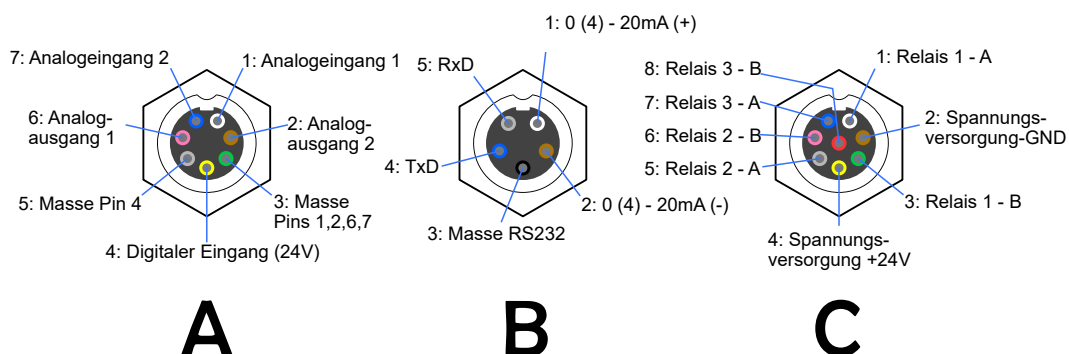 7: Analogeingang 2
1: Analogeingang 1
6: Analog-
ausgang 1
2: Analog-
ausgang 2
5: Masse Pin 4
3: Masse
Pins 1,2,6,7
4: Digitaler Eingang (24V)
A
1: 0 (4) - 20mA (+)
5: RxD
4: TxD
2: 0 (4) - 20mA (-)
3: Masse RS232
B
8: Relais 3 - B
1: Relais 1 - A
7: Relais 3 - A
6: Relais 2 - B
2: Spannungs-
versorgung-GND
5: Relais 2 - A
3: Relais 1 - B
4: Spannungs-
versorgung +24V
C